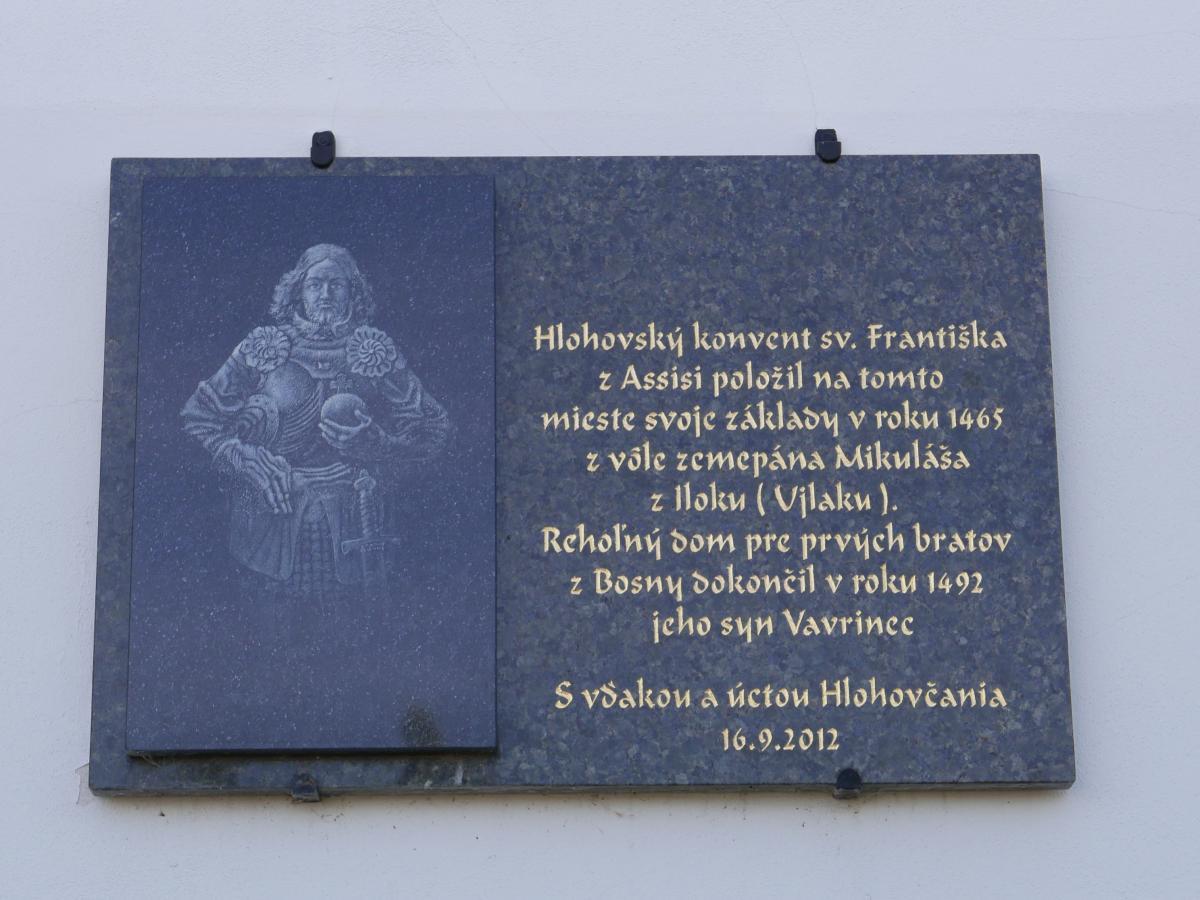 Hlohovský konvent sv. Františka
z Assisi položil na tomto
mieste svoje základy v roku 1465
z vôle zemepána Mikuláša
z Iloku ( Ujlaku ).
Rehoľný dom pre prvých bratov
z Bosny dokončil v roku 1492
jeho syn Vavrinec
S vďakou a úctou Hlohovčania
16.9.2012